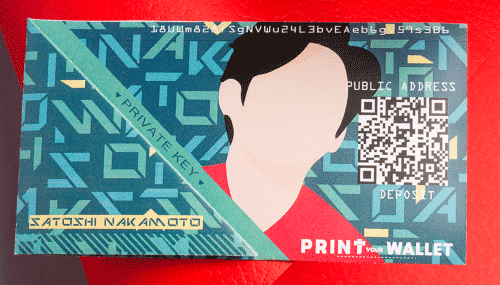 PUBLIC ADDRESS
▼ PRIVATE KEY ▼
DEPOSIT
SATOSHI NAKAMOTO
PRINT YOUR WALLET